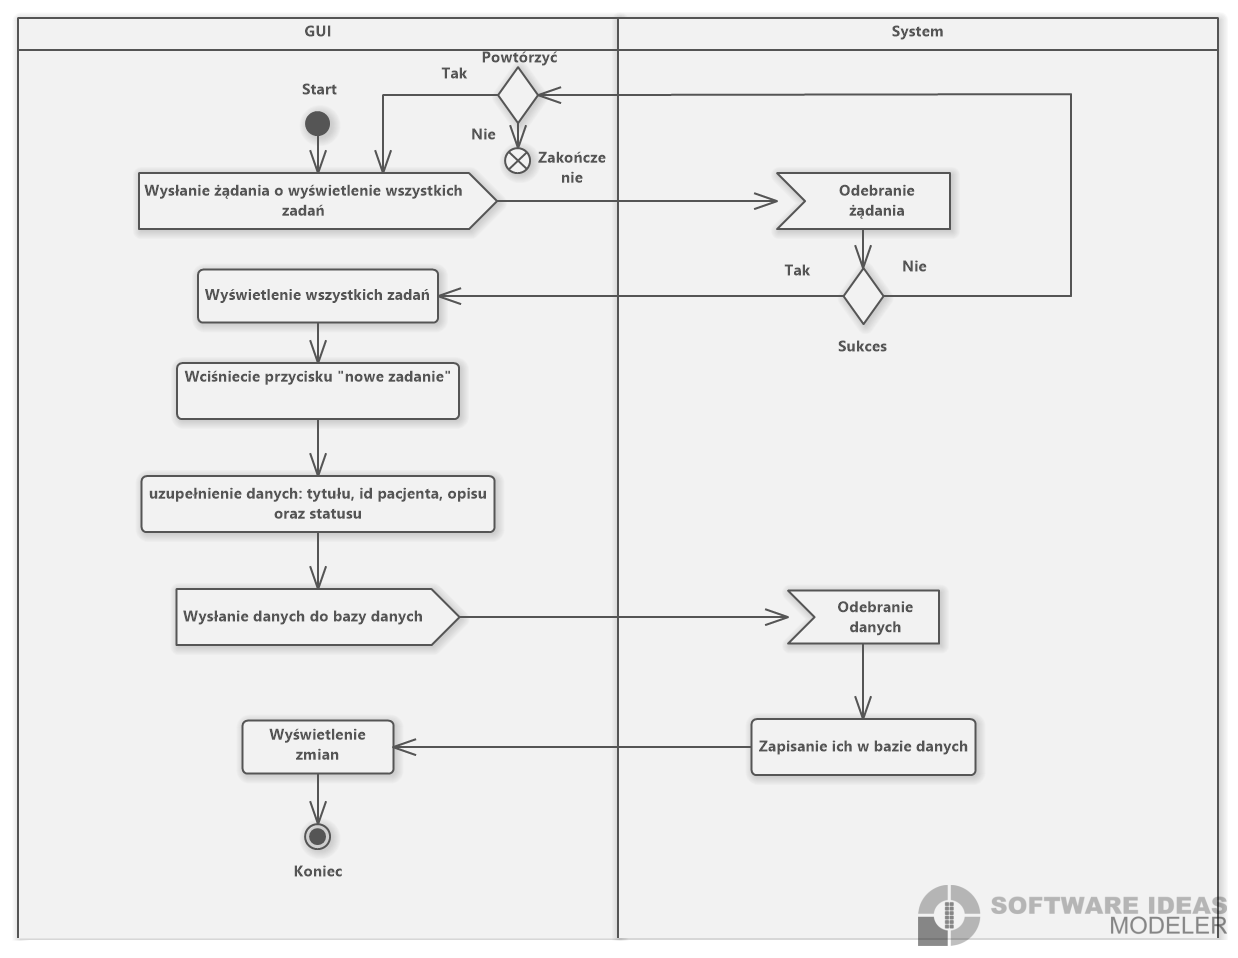 GUI
System
Powtórzyć
Tak
Start
Nie
Zakończe
nie
Wysłanie żądania o wyświetlenie wszystkich
zadań
Odebranie
żądania
Tak
Nie
Wyświetlenie wszystkich zadań
Sukces
Wciśniecie przycisku "nowe zadanie"
uzupełnienie danych: tytułu, id pacjenta, opisu
oraz statusu
Wysłanie danych do bazy danych
Odebranie
danych
Wyświetlenie
zmian
Zapisanie ich w bazie danych
Koniec
SOFTWARE IDEAS
MODELER